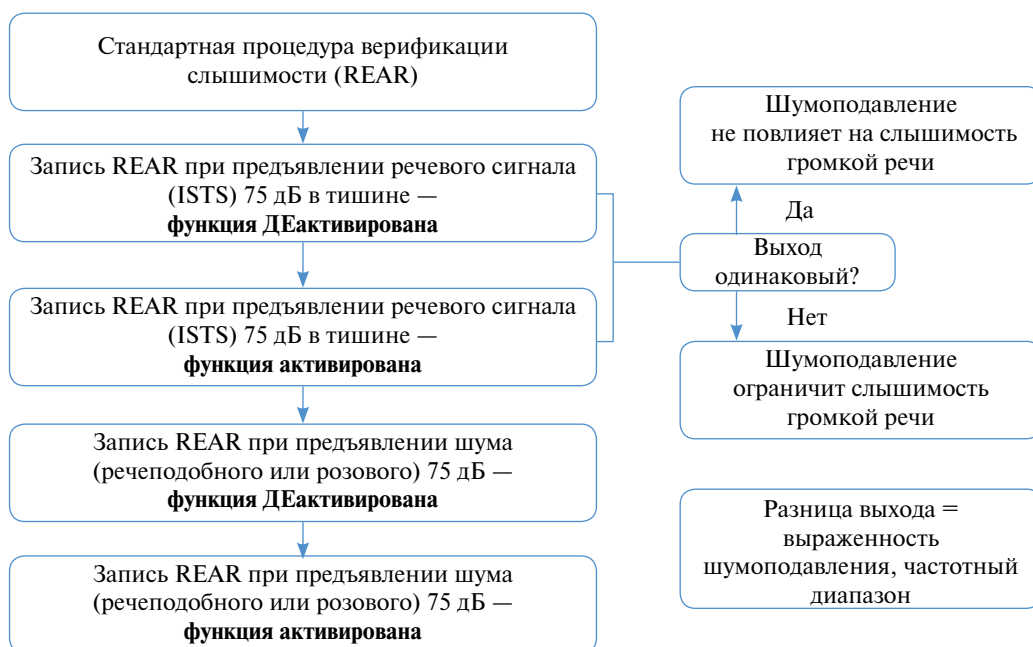 Стандартная процедура верификации
слышимости (REAR)
Запись REAR при предъявлении речевого сигнала
(ISTS) 75 дБ в тишине —
функция ДЕактивирована
Запись REAR при предъявлении речевого сигнала
(ISTS) 75 дБ в тишине —
функция активирована
Запись REAR при предъявлении шума
(речеподобного или розового) 75 дБ —
функция ДЕактивирована
Запись REAR при предъявлении шума
(речеподобного или розового) 75 дБ —
функция активирована
Шумоподавление
не повлияет на слышимость
громкой речи
Да
Выход
одинаковый?
Нет
Шумоподавление
ограничит слышимость
громкой речи
Разница выхода =
выраженность
шумоподавления, частотный
диапазон